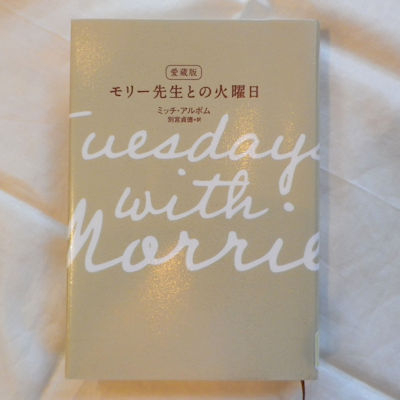 愛蔵版
モリー先生との火曜日
ミッチ・アルボム
別宮貞徳●訳
Tuesdays
with
Morrie